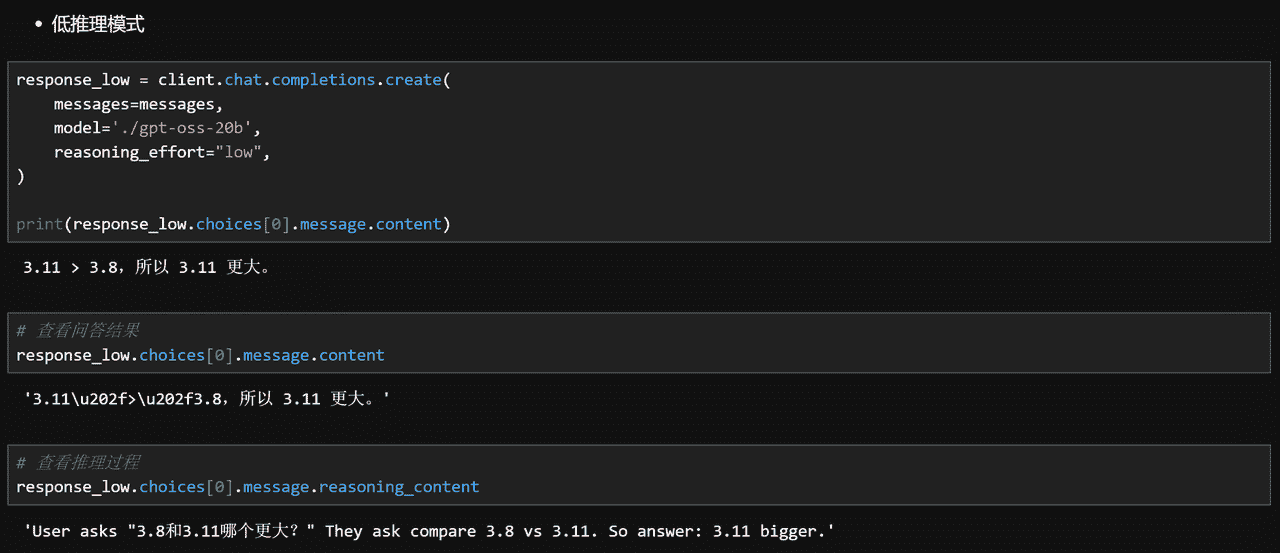 • 低推理模式
response_low = client.chat.completions.create(
    messages=messages,
    model='./gpt-oss-20b',
    reasoning_effort="low",
)
print(response_low.choices[0].message.content)
3.11 > 3.8，所以 3.11 更大。
# 查看问答结果
response_low.choices[0].message.content
'3.11\u202f>\u202f3.8，所以 3.11 更大。'
# 查看推理过程
response_low.choices[0].message.reasoning_content
'User asks "3.8和3.11哪个更大？" They ask compare 3.8 vs 3.11. So answer: 3.11 bigger.'